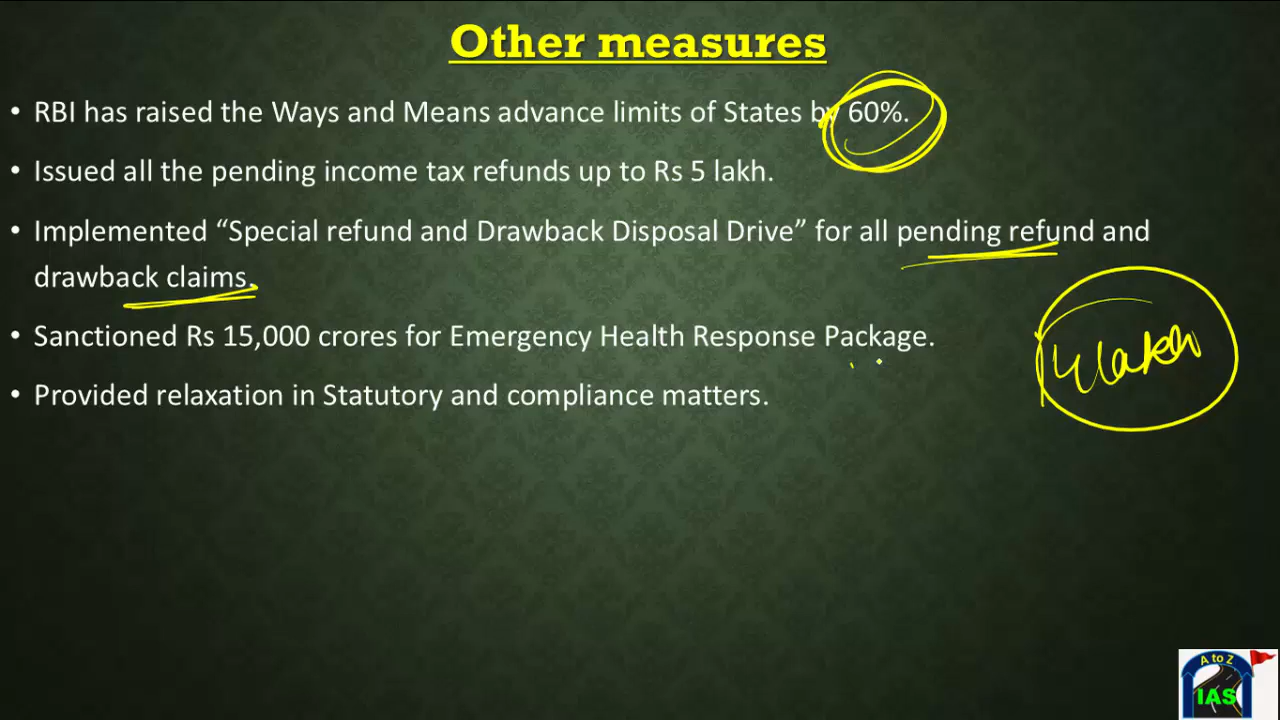 Other measures
• RBI has raised the Ways and Means advance limits of States by 60%.
• Issued all the pending income tax refunds up to Rs 5 lakh.
• Implemented “Special refund and Drawback Disposal Drive” for all pending refund and
drawback claims.
• Sanctioned Rs 15,000 crores for Emergency Health Response Package.
lakh
• Provided relaxation in Statutory and compliance matters.
A to Z
IAS